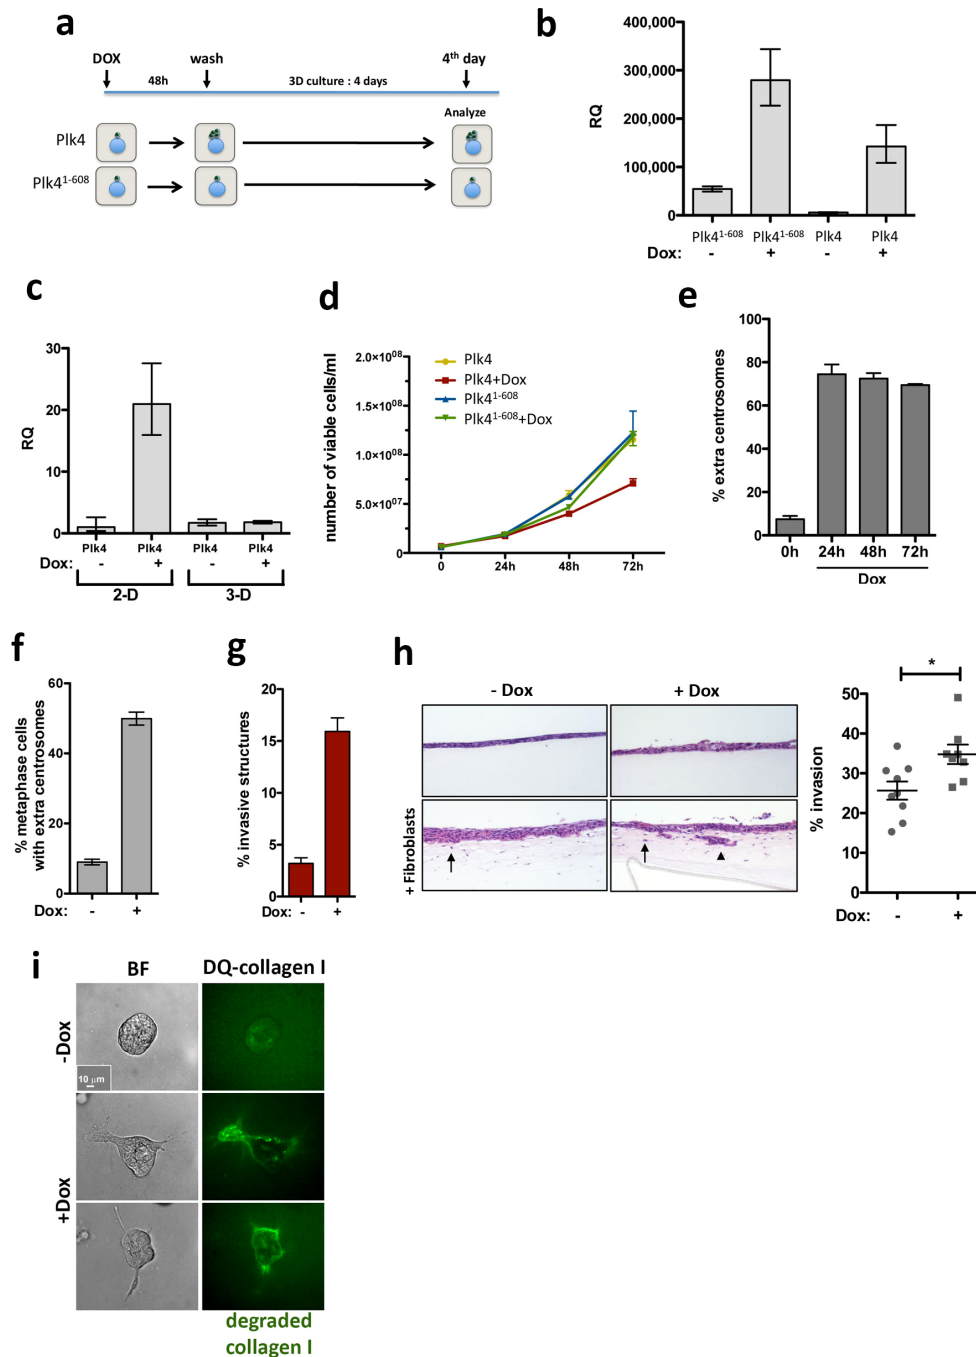 a
DOX
wash
4th day
48h
3D culture : 4 days
Analyze
Plk4
Plk41-608
b
RQ
400,000
300,000
200,000
100,000
0
Plk41-608 Plk41-608 Plk4 Plk4
Dox: - + - +
c
RQ
30
20
10
0
Plk4 Plk4 Plk4 Plk4
Dox: - + - +
2-D 3-D
d
number of viable cells/ml
2.0×10^08
1.5×10^08
1.0×10^08
5.0×10^07
0
0 24h 48h 72h
Plk4
Plk4+Dox
Plk41-608
Plk41-608+Dox
e
% extra centrosomes
100
80
60
40
20
0
0h 24h 48h 72h
Dox
f
% metaphase cells
with extra centrosomes
60
40
20
0
Dox: - +
g
% invasive structures
20
15
10
5
0
Dox: - +
h
- Dox + Dox
+ Fibroblasts
*
% invasion
50
40
30
20
10
0
Dox: - +
i
BF DQ-collagen I
-Dox
10 μm
+Dox
degraded
collagen I